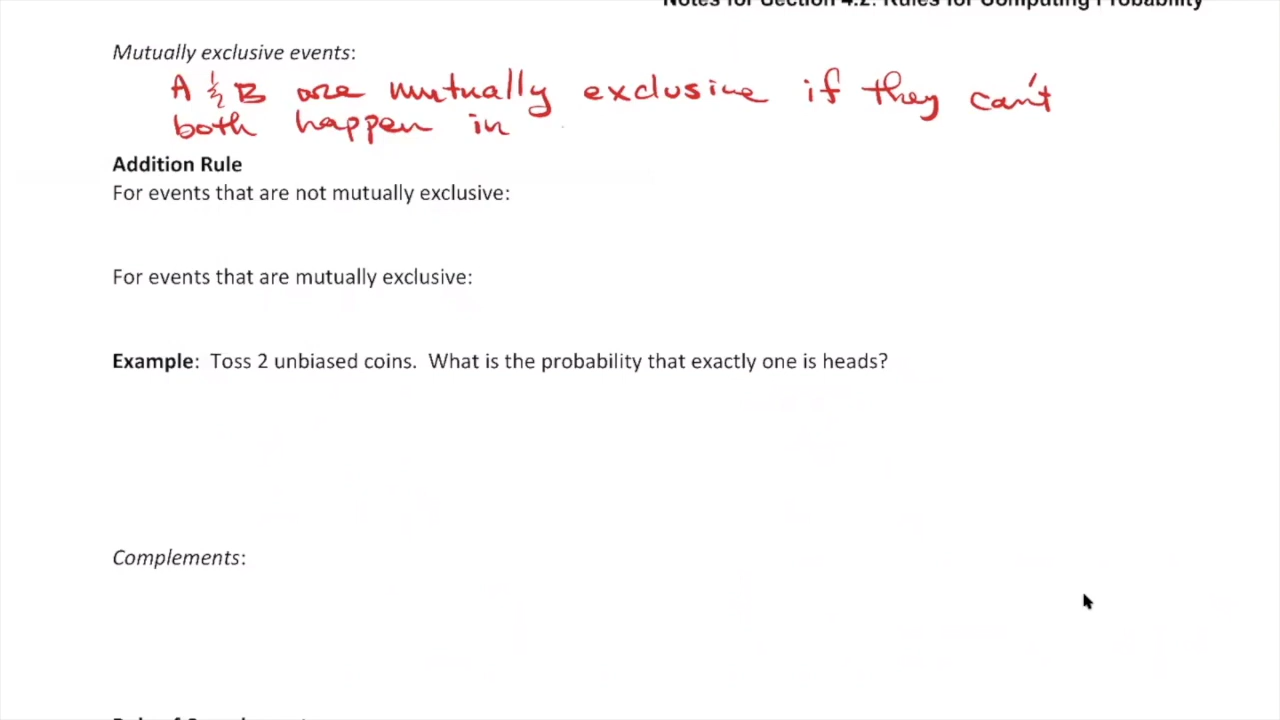 Notes for Section 4.2: Rules for Computing Probability
Mutually exclusive events:
A & B are mutually exclusive if they can't
both happen in
Addition Rule
For events that are not mutually exclusive:
For events that are mutually exclusive:
Example: Toss 2 unbiased coins. What is the probability that exactly one is heads?
Complements: